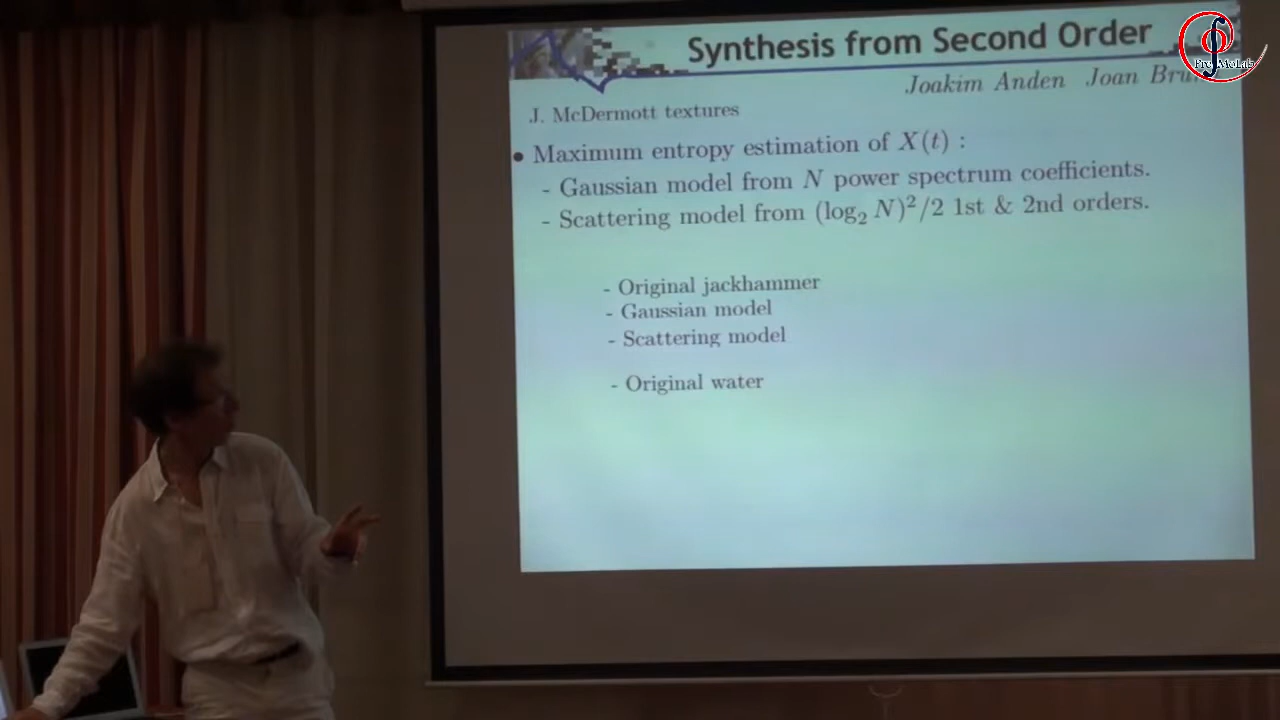 Synthesis from Second Order
Joakim Anden Joan
J. McDermott textures
• Maximum entropy estimation of X(t) :
- Gaussian model from N power spectrum coefficients.
- Scattering model from (log₂ N)²/2 1st & 2nd orders.
- Original jackhammer
- Gaussian model
- Scattering model
- Original water